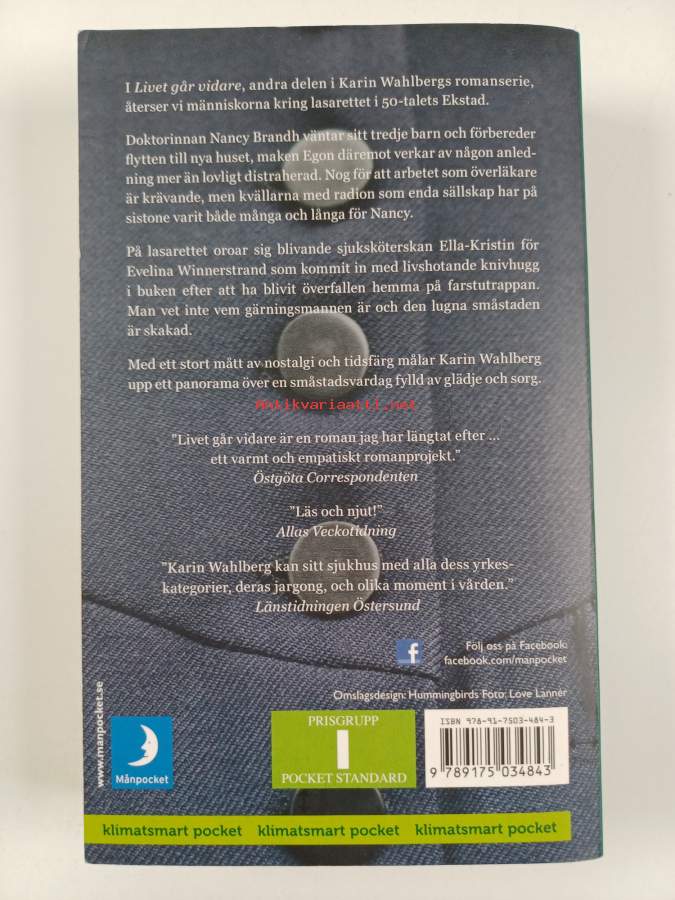 I Livet går vidare, andra delen i Karin Wahlbergs romanserie,
återser vi människorna kring lasarettet i 50-talets Ekstad.
Doktorinnan Nancy Brandh väntar sitt tredje barn och förbereder
flytten till nya huset, maken Egon däremot verkar av någon anled-
ning mer än lovligt distraherad. Nog för att arbetet som överläkare
är krävande, men kvällarna med radion som enda sällskap har på
sistone varit både många och långa för Nancy.
På lasarettet oroar sig blivande sjuksköterskan Ella-Kristin för
Evelina Winnerstrand som kommit in med livshotande knivhugg
i buken efter att ha blivit överfallen hemma på farstutrappan.
Man vet inte vem gärningsmannen är och den lugna småstaden
är skakad.
Med ett stort mått av nostalgi och tidsfärg målar Karin Wahlberg
upp ett panorama över en småstadsvardag fylld av glädje och sorg.
Antikvariaatti.net
”Livet går vidare är en roman jag har längtat efter ...
ett varmt och empatiskt romanprojekt.”
Östgöta Correspondenten
”Läs och njut!”
Allas Veckotidning
”Karin Wahlberg kan sitt sjukhus med alla dess yrkes-
kategorier, deras jargong, och olika moment i vården.”
Länstidningen Östersund
f
Följ oss på Facebook:
facebook.com/manpocket
Omslagsdesign: Hummingbirds Foto: Love Lannér
www.manpocket.se
Månpocket
PRISGRUPP
I
POCKET STANDARD
ISBN 978-91-7503-484-3
9 789175 034843
klimatsmart pocket klimatsmart pocket klimatsmart pocket